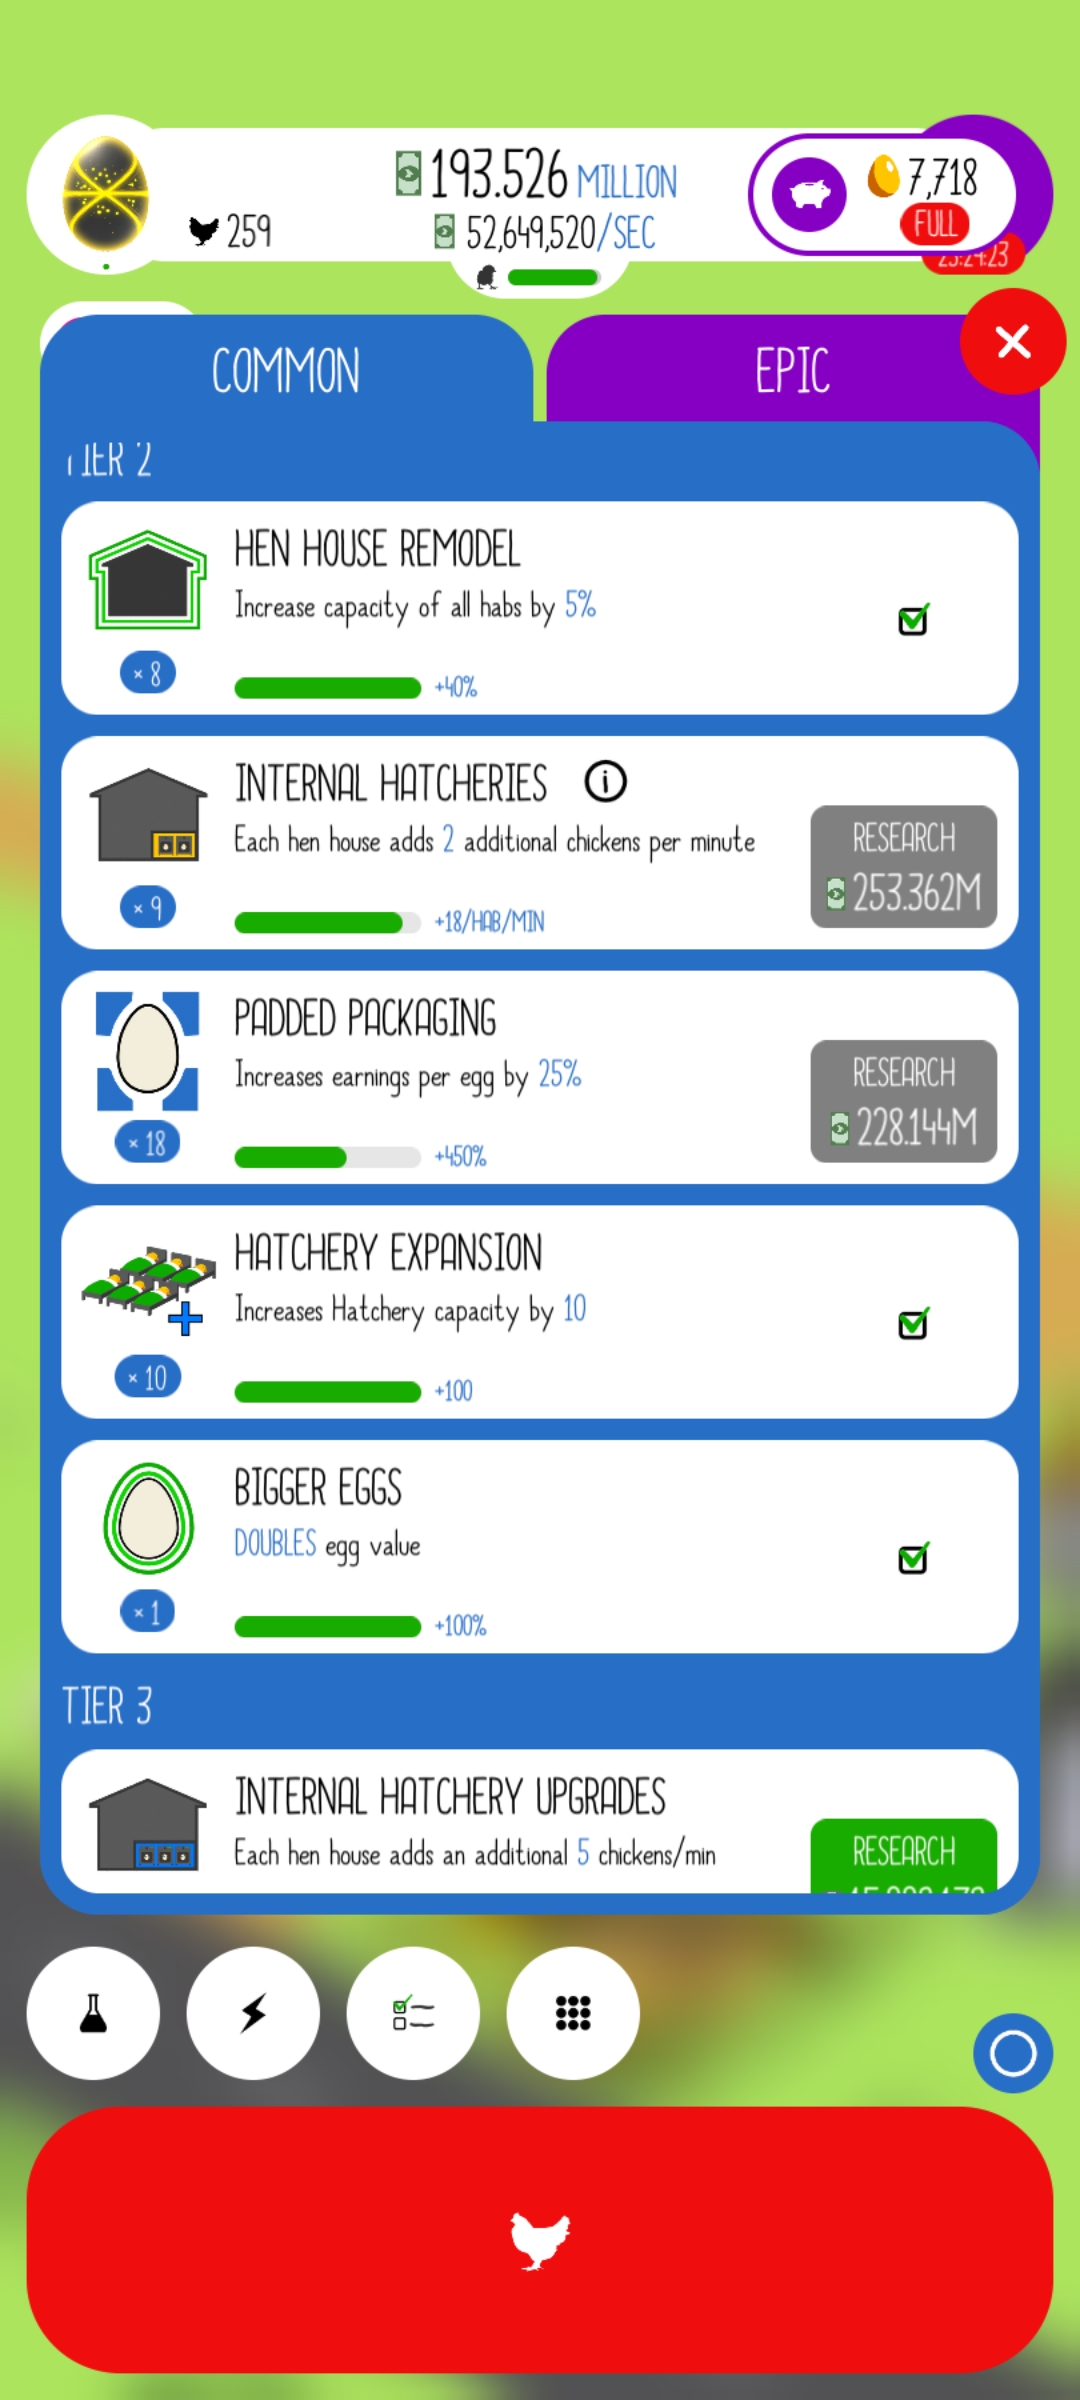 193.526 MILLION
259
52,649,520/SEC
7,718
FULL
23:24:23
COMMON
EPIC
TIER 2
HEN HOUSE REMODEL
Increase capacity of all habs by 5%
× 8
+40%
INTERNAL HATCHERIES i
Each hen house adds 2 additional chickens per minute
RESEARCH
253.362M
× 9
+18/HAB/MIN
PADDED PACKAGING
Increases earnings per egg by 25%
RESEARCH
228.144M
× 18
+450%
HATCHERY EXPANSION
Increases Hatchery capacity by 10
× 10
+100
BIGGER EGGS
DOUBLES egg value
× 1
+100%
TIER 3
INTERNAL HATCHERY UPGRADES
Each hen house adds an additional 5 chickens/min
RESEARCH